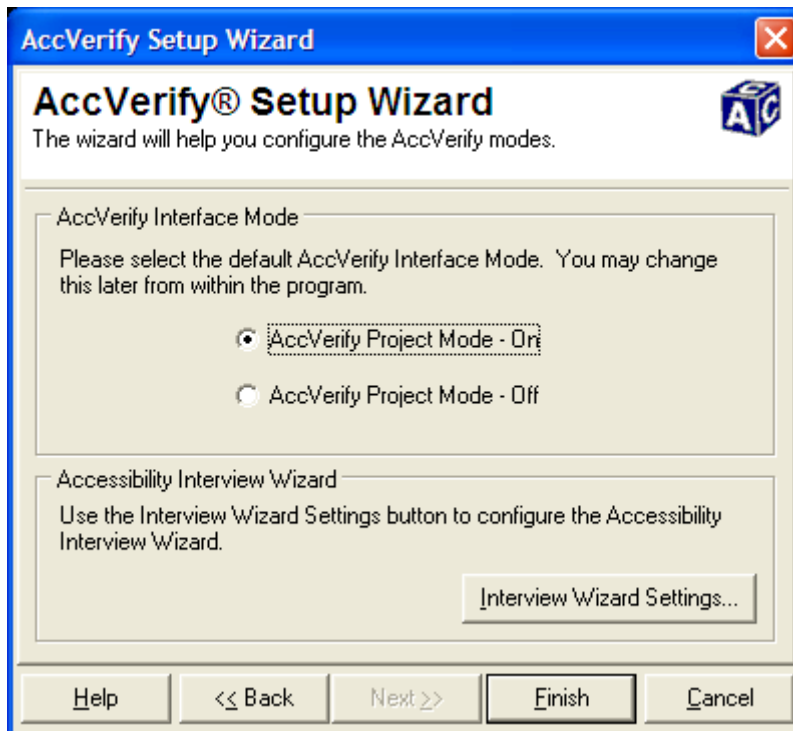 AccVerify Setup Wizard
AccVerify® Setup Wizard
The wizard will help you configure the AccVerify modes.
A C
AccVerify Interface Mode
Please select the default AccVerify Interface Mode. You may change
this later from within the program.
AccVerify Project Mode - On
AccVerify Project Mode - Off
Accessibility Interview Wizard
Use the Interview Wizard Settings button to configure the Accessibility
Interview Wizard.
Interview Wizard Settings...
Help
<< Back
Next >>
Finish
Cancel